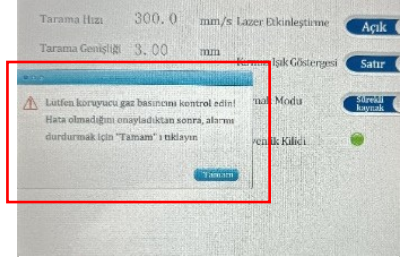 Tarama Hızı 300. 0 mm/s Lazer Etkinleştirme Açık
Tarama Genişliği 3. 00 mm
Işık Göstergesi Satır
Lütfen koruyucu gaz basıncını kontrol edin!
Hata olmadığını onayladıktan sonra, alarmı
durdurmak için "Tamam" ı tıklayın
Modu Sürekli
kaynak
Kilidi
Tamam